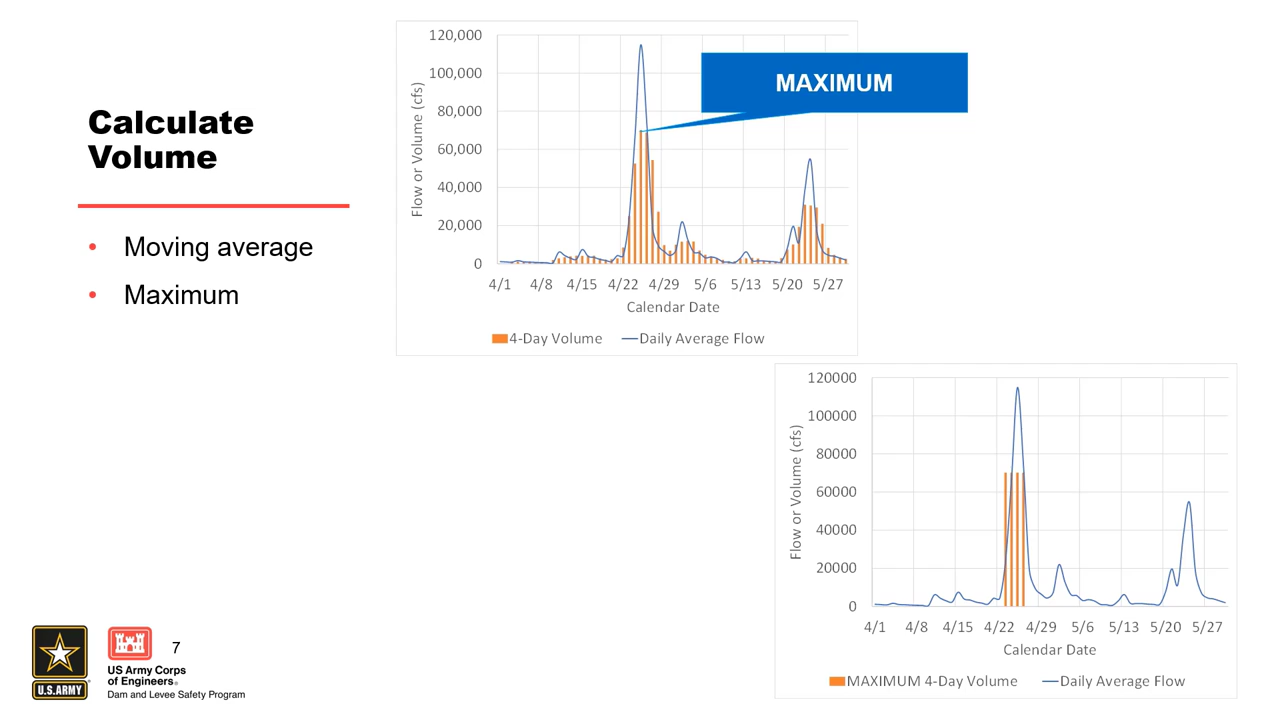 Calculate
Volume
• Moving average
• Maximum
120,000
100,000
80,000
60,000
40,000
20,000
0
Flow or Volume (cfs)
MAXIMUM
4/1 4/8 4/15 4/22 4/29 5/6 5/13 5/20 5/27
Calendar Date
4-Day Volume Daily Average Flow
120000
100000
80000
60000
40000
20000
0
Flow or Volume (cfs)
4/1 4/8 4/15 4/22 4/29 5/6 5/13 5/20 5/27
Calendar Date
MAXIMUM 4-Day Volume Daily Average Flow
U.S.ARMY
US Army Corps
of Engineers®
Dam and Levee Safety Program
7